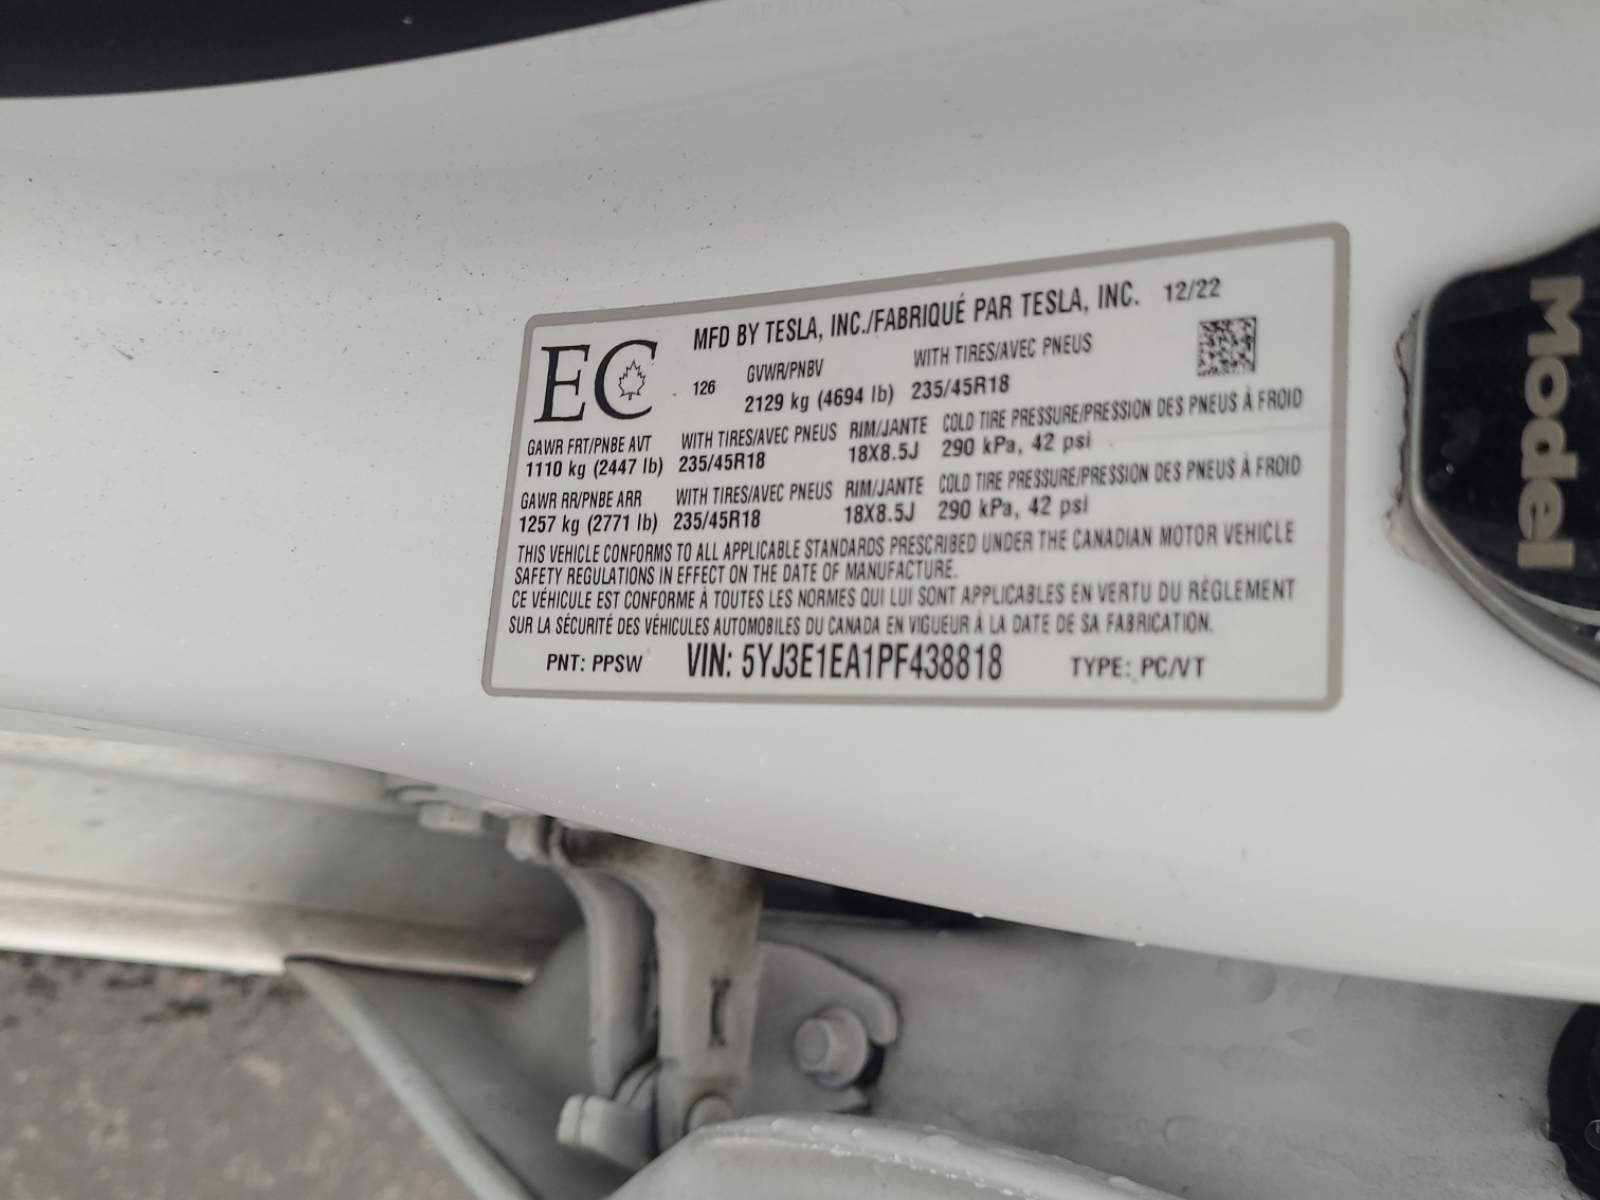 MFD BY TESLA, INC./FABRIQUÉ PAR TESLA, INC. 12/22
EC 126 GVWR/PNBV WITH TIRES/AVEC PNEUS
2129 kg (4694 lb) 235/45R18
GAWR FRT/PNBE AVT WITH TIRES/AVEC PNEUS RIM/JANTE COLD TIRE PRESSURE/PRESSION DES PNEUS À FROID
1110 kg (2447 lb) 235/45R18 18X8.5J 290 kPa, 42 psi
GAWR RR/PNBE ARR WITH TIRES/AVEC PNEUS RIM/JANTE COLD TIRE PRESSURE/PRESSION DES PNEUS À FROID
1257 kg (2771 lb) 235/45R18 18X8.5J 290 kPa, 42 psi
THIS VEHICLE CONFORMS TO ALL APPLICABLE STANDARDS PRESCRIBED UNDER THE CANADIAN MOTOR VEHICLE
SAFETY REGULATIONS IN EFFECT ON THE DATE OF MANUFACTURE.
CE VÉHICULE EST CONFORME À TOUTES LES NORMES QUI LUI SONT APPLICABLES EN VERTU DU RÈGLEMENT
SUR LA SÉCURITÉ DES VÉHICULES AUTOMOBILES DU CANADA EN VIGUEUR À LA DATE DE SA FABRICATION.
PNT: PPSW VIN: 5YJ3E1EA1PF438818 TYPE: PC/VT
Model